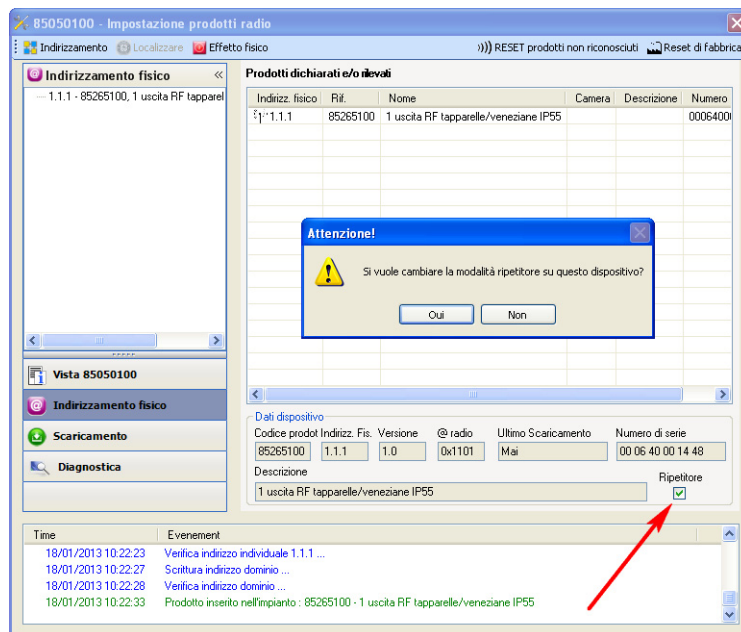 85050100 - Impostazione prodotti radio
Indirizzamento Localizzare Effetto fisico ))) RESET prodotti non riconosciuti Reset di fabbrica
Indirizzamento fisico «
1.1.1 - 85265100, 1 uscita RF tapparel
Prodotti dichiarati e/o rilevati
Indirizz. fisico Rif. Nome Camera Descrizione Numero
1.1.1 85265100 1 uscita RF tapparelle/veneziane IP55 00064000
Attenzione!
Si vuole cambiare la modalità ripetitore su questo dispositivo?
Oui Non
Vista 85050100
Indirizzamento fisico
Scaricamento
Diagnostica
Dati dispositivo
Codice prodot Indirizz. Fis. Versione @ radio Ultimo Scaricamento Numero di serie
85265100 1.1.1 1.0 0x1101 Mai 00 06 40 00 14 48
Descrizione Ripetitore
1 uscita RF tapparelle/veneziane IP55
Time Evenement
18/01/2013 10:22:23 Verifica indirizzo individuale 1.1.1 ...
18/01/2013 10:22:27 Scrittura indirizzo dominio ...
18/01/2013 10:22:28 Verifica indirizzo dominio ...
18/01/2013 10:22:33 Prodotto inserito nell'impianto : 85265100 - 1 uscita RF tapparelle/veneziane IP55